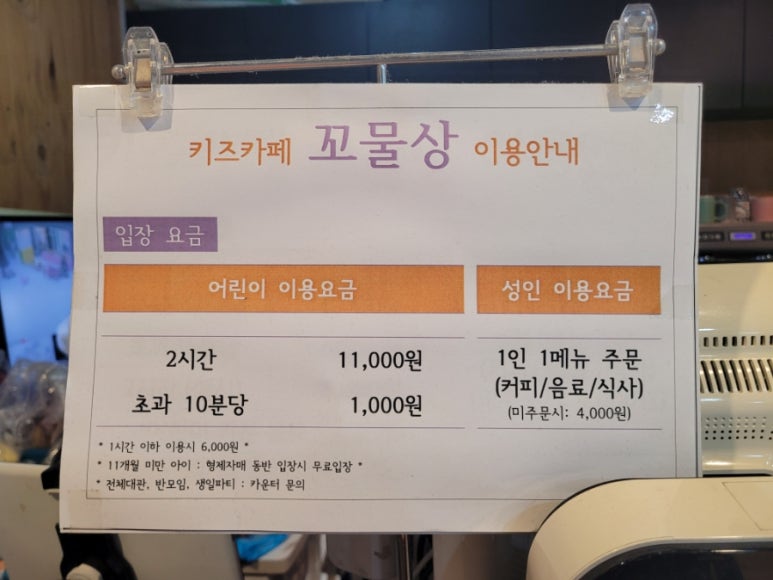 키즈카페 꼬물상 이용안내
입장 요금
어린이 이용요금 성인 이용요금
2시간 11,000원 1인 1메뉴 주문
(커피/음료/식사)
초과 10분당 1,000원 (미주문시: 4,000원)
* 1시간 이하 이용시 6,000원 *
* 11개월 미만 아이 : 형제자매 동반 입장시 무료입장 *
* 전체대관, 반모임, 생일파티 : 카운터 문의